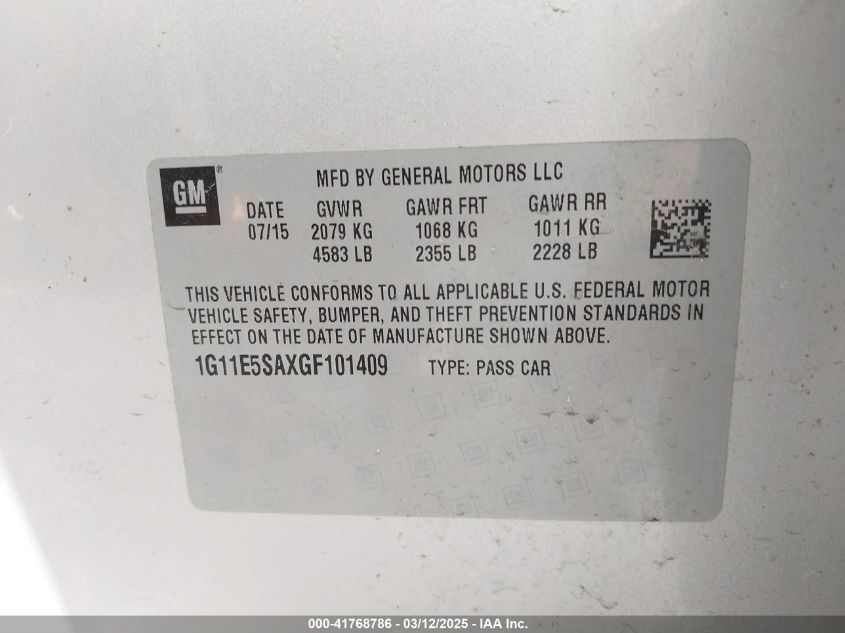 GM®
MFD BY GENERAL MOTORS LLC
DATE GVWR GAWR FRT GAWR RR
07/15 2079 KG 1068 KG 1011 KG
4583 LB 2355 LB 2228 LB
THIS VEHICLE CONFORMS TO ALL APPLICABLE U.S. FEDERAL MOTOR
VEHICLE SAFETY, BUMPER, AND THEFT PREVENTION STANDARDS IN
EFFECT ON THE DATE OF MANUFACTURE SHOWN ABOVE.
1G11E5SAXGF101409 TYPE: PASS CAR
000-41768786 - 03/12/2025 - IAA Inc.